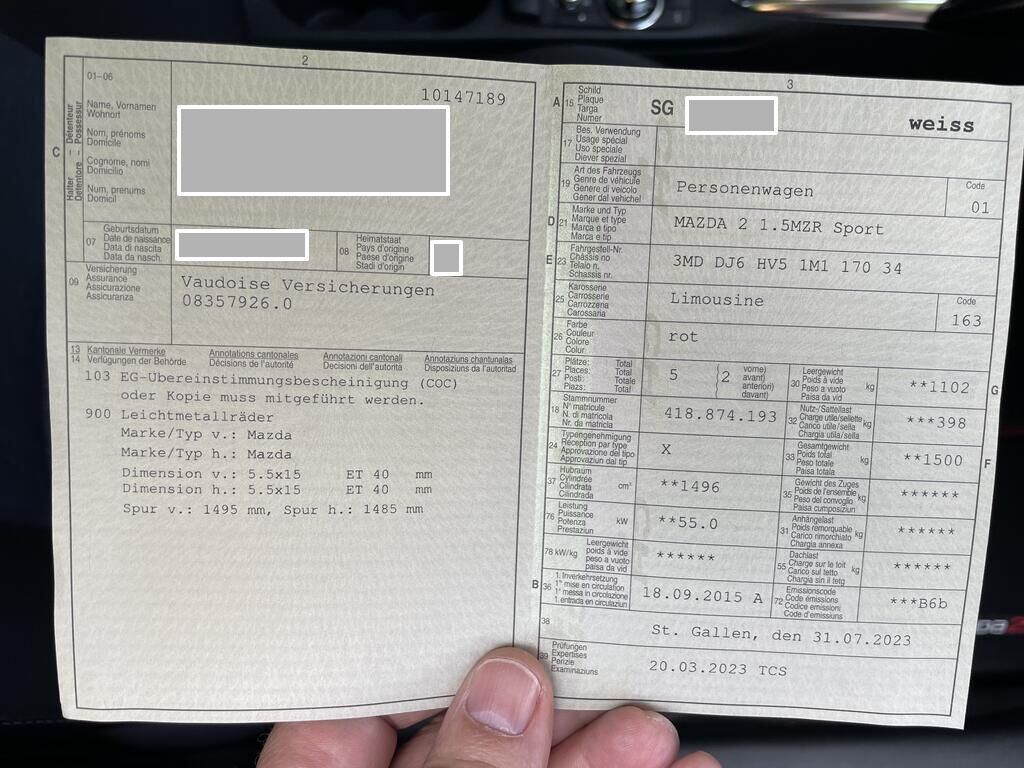 2
01-06
10147189
C
Halter – Détenteur
Detentore – Possessur
Name, Vornamen
Wohnort
Nom, prénoms
Domicile
Cognome, nomi
Domicilio
Num, prenums
Domicil
07
Geburtsdatum
Date de naissance
Data di nascita
Data da nasch.
08
Heimatstaat
Pays d'origine
Paese d'origine
Stadi d'origin
09
Versicherung
Assurance
Assicurazione
Assicuranza
Vaudoise Versicherungen
08357926.0
13 Kantonale Vermerke Annotations cantonales Annotazioni cantonali Annotaziuns chantunalas
14 Verfügungen der Behörde Décisions de l'autorité Decisioni dell'autorità Disposiziuns da l'autoritad
103 EG-Übereinstimmungsbescheinigung (COC)
oder Kopie muss mitgeführt werden.
900 Leichtmetallräder
Marke/Typ v.: Mazda
Marke/Typ h.: Mazda
Dimension v.: 5.5x15 ET 40 mm
Dimension h.: 5.5x15 ET 40 mm
Spur v.: 1495 mm, Spur h.: 1485 mm
3
A 15
Schild
Plaque
Targa
Numer
SG
weiss
17
Bes. Verwendung
Usage spécial
Uso speciale
Diever spezial
19
Art des Fahrzeugs
Genre de véhicule
Genere di veicolo
Gener dal vehichel
Personenwagen
Code
01
D 21
Marke und Typ
Marque et type
Marca e tipo
Marca e tip
MAZDA 2 1.5MZR Sport
E 23
Fahrgestell-Nr.
Châssis no
Telaio n.
Schassis nr.
3MD DJ6 HV5 1M1 170 34
25
Karosserie
Carrosserie
Carrozzeria
Carossaria
Limousine
Code
163
26
Farbe
Couleur
Colore
Colur
rot
27
Plätze: Total
Places: Total
Posti: Totale
Plazs: Total
5
2
vorne)
avant)
anteriori)
davant)
30
Leergewicht
Poids à vide
Peso a vuoto
Paisa da vid
kg
**1102
G
18
Stammnummer
N° matricule
N. di matricola
Nr. da matricla
418.874.193
32
Nutz-/Sattellast
Charge utile/sellette
Carico utile/sella
Chargia utila/sella
kg
***398
24
Typengenehmigung
Réception par type
Approvazione del tipo
Approvaziun dal tip
X
33
Gesamtgewicht
Poids total
Peso totale
Paisa totala
kg
**1500
F
37
Hubraum
Cylindrée
Cilindrata
Cilindrada
cm³
**1496
35
Gewicht des Zuges
Poids de l'ensemble
Peso del convoglio
Paisa cumposiziun
kg
******
76
Leistung
Puissance
Potenza
Prestaziun
kW
**55.0
31
Anhängelast
Poids remorquable
Carico rimorchiato
Chargia annexa
kg
******
78 kW/kg
Leergewicht
poids à vide
peso a vuoto
paisa da vid
******
55
Dachlast
Charge sur le toit
Carico sul tetto
Chargia sin il tetg
kg
******
B 36
1. Inverkehrsetzung
1re mise en circulation
1a messa in circolazione
1. entrada en circulaziun
18.09.2015 A
72
Emissionscode
Code émissions
Codice emissioni
Code d'emissiuns
***B6b
38
St. Gallen, den 31.07.2023
39
Prüfungen
Expertises
Perizie
Examinaziuns
20.03.2023 TCS